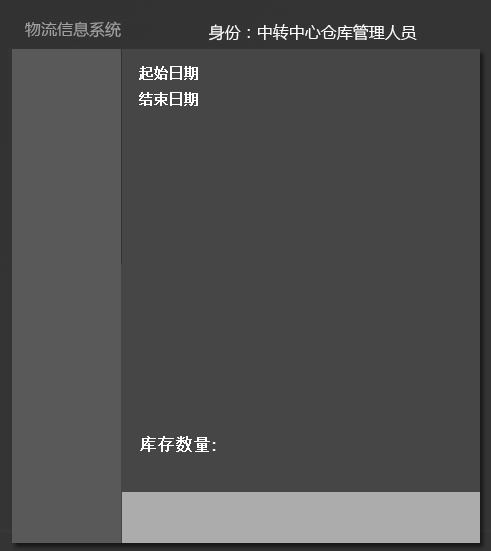 物流信息系统
身份：中转中心仓库管理人员
起始日期
结束日期
库存数量: